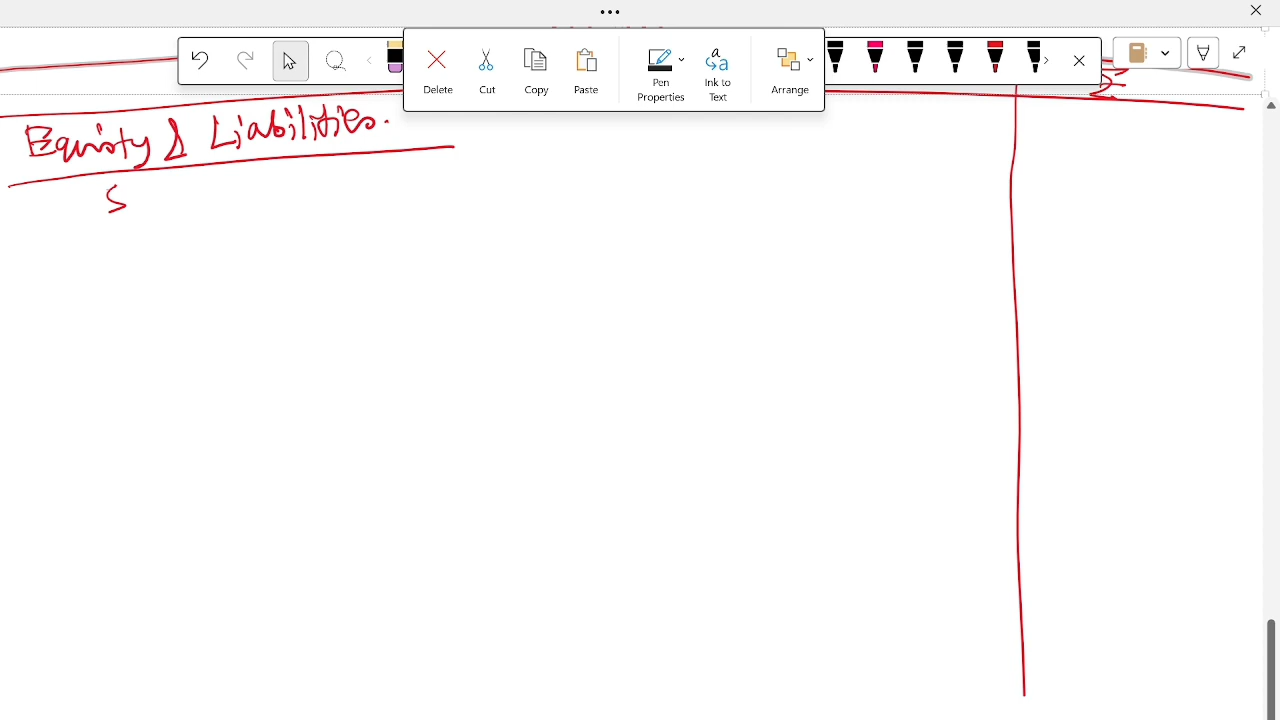 Delete Cut Copy Paste Pen Properties Ink to Text Arrange
Equity & Liabilities.
S